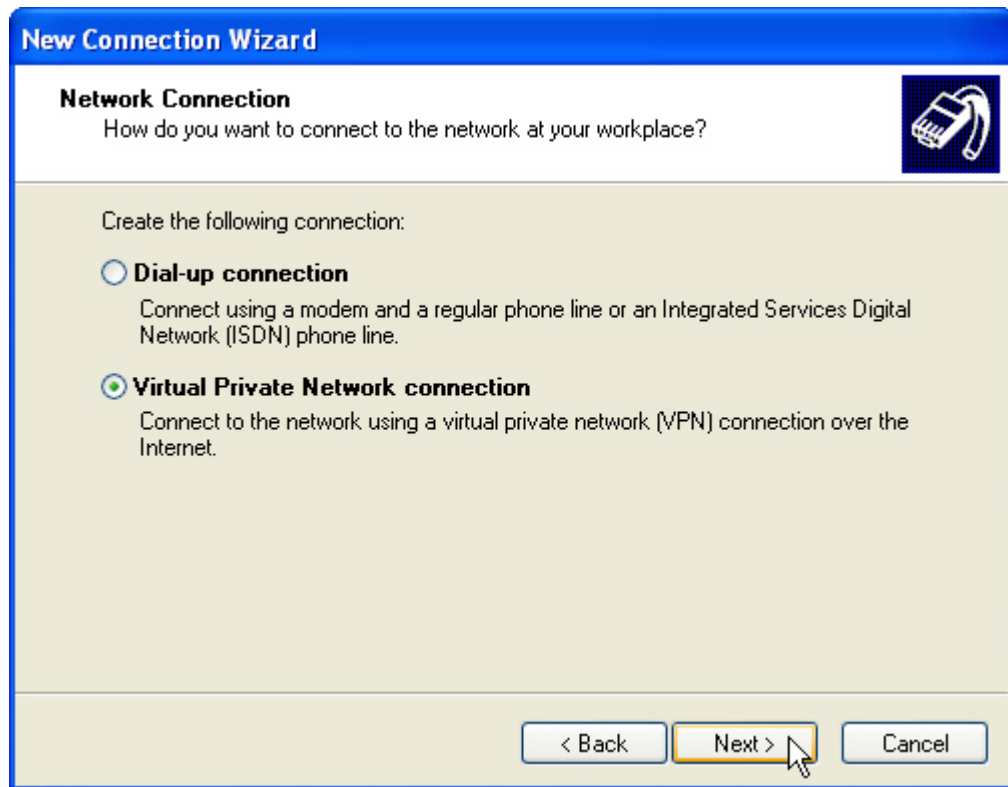 New Connection Wizard
Network Connection
How do you want to connect to the network at your workplace?
Create the following connection:
Dial-up connection
Connect using a modem and a regular phone line or an Integrated Services Digital
Network (ISDN) phone line.
Virtual Private Network connection
Connect to the network using a virtual private network (VPN) connection over the
Internet.
< Back
Next >
Cancel